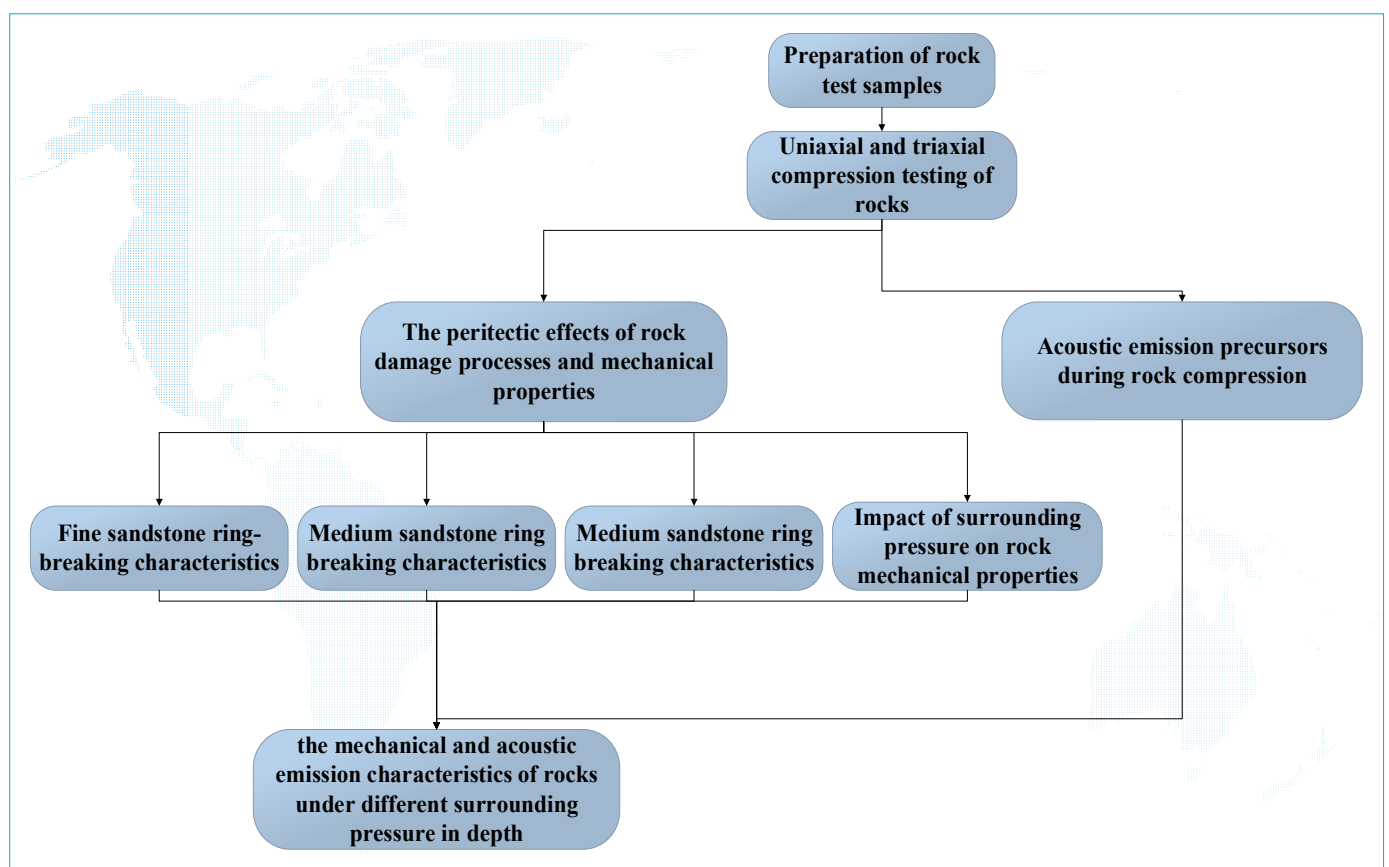 Preparation of rock
test samples
Uniaxial and triaxial
compression testing of
rocks
The peritectic effects of rock
damage processes and mechanical
properties
Acoustic emission precursors
during rock compression
Fine sandstone ring-
breaking characteristics
Medium sandstone ring
breaking characteristics
Medium sandstone ring
breaking characteristics
Impact of surrounding
pressure on rock
mechanical properties
the mechanical and acoustic
emission characteristics of rocks
under different surrounding
pressure in depth